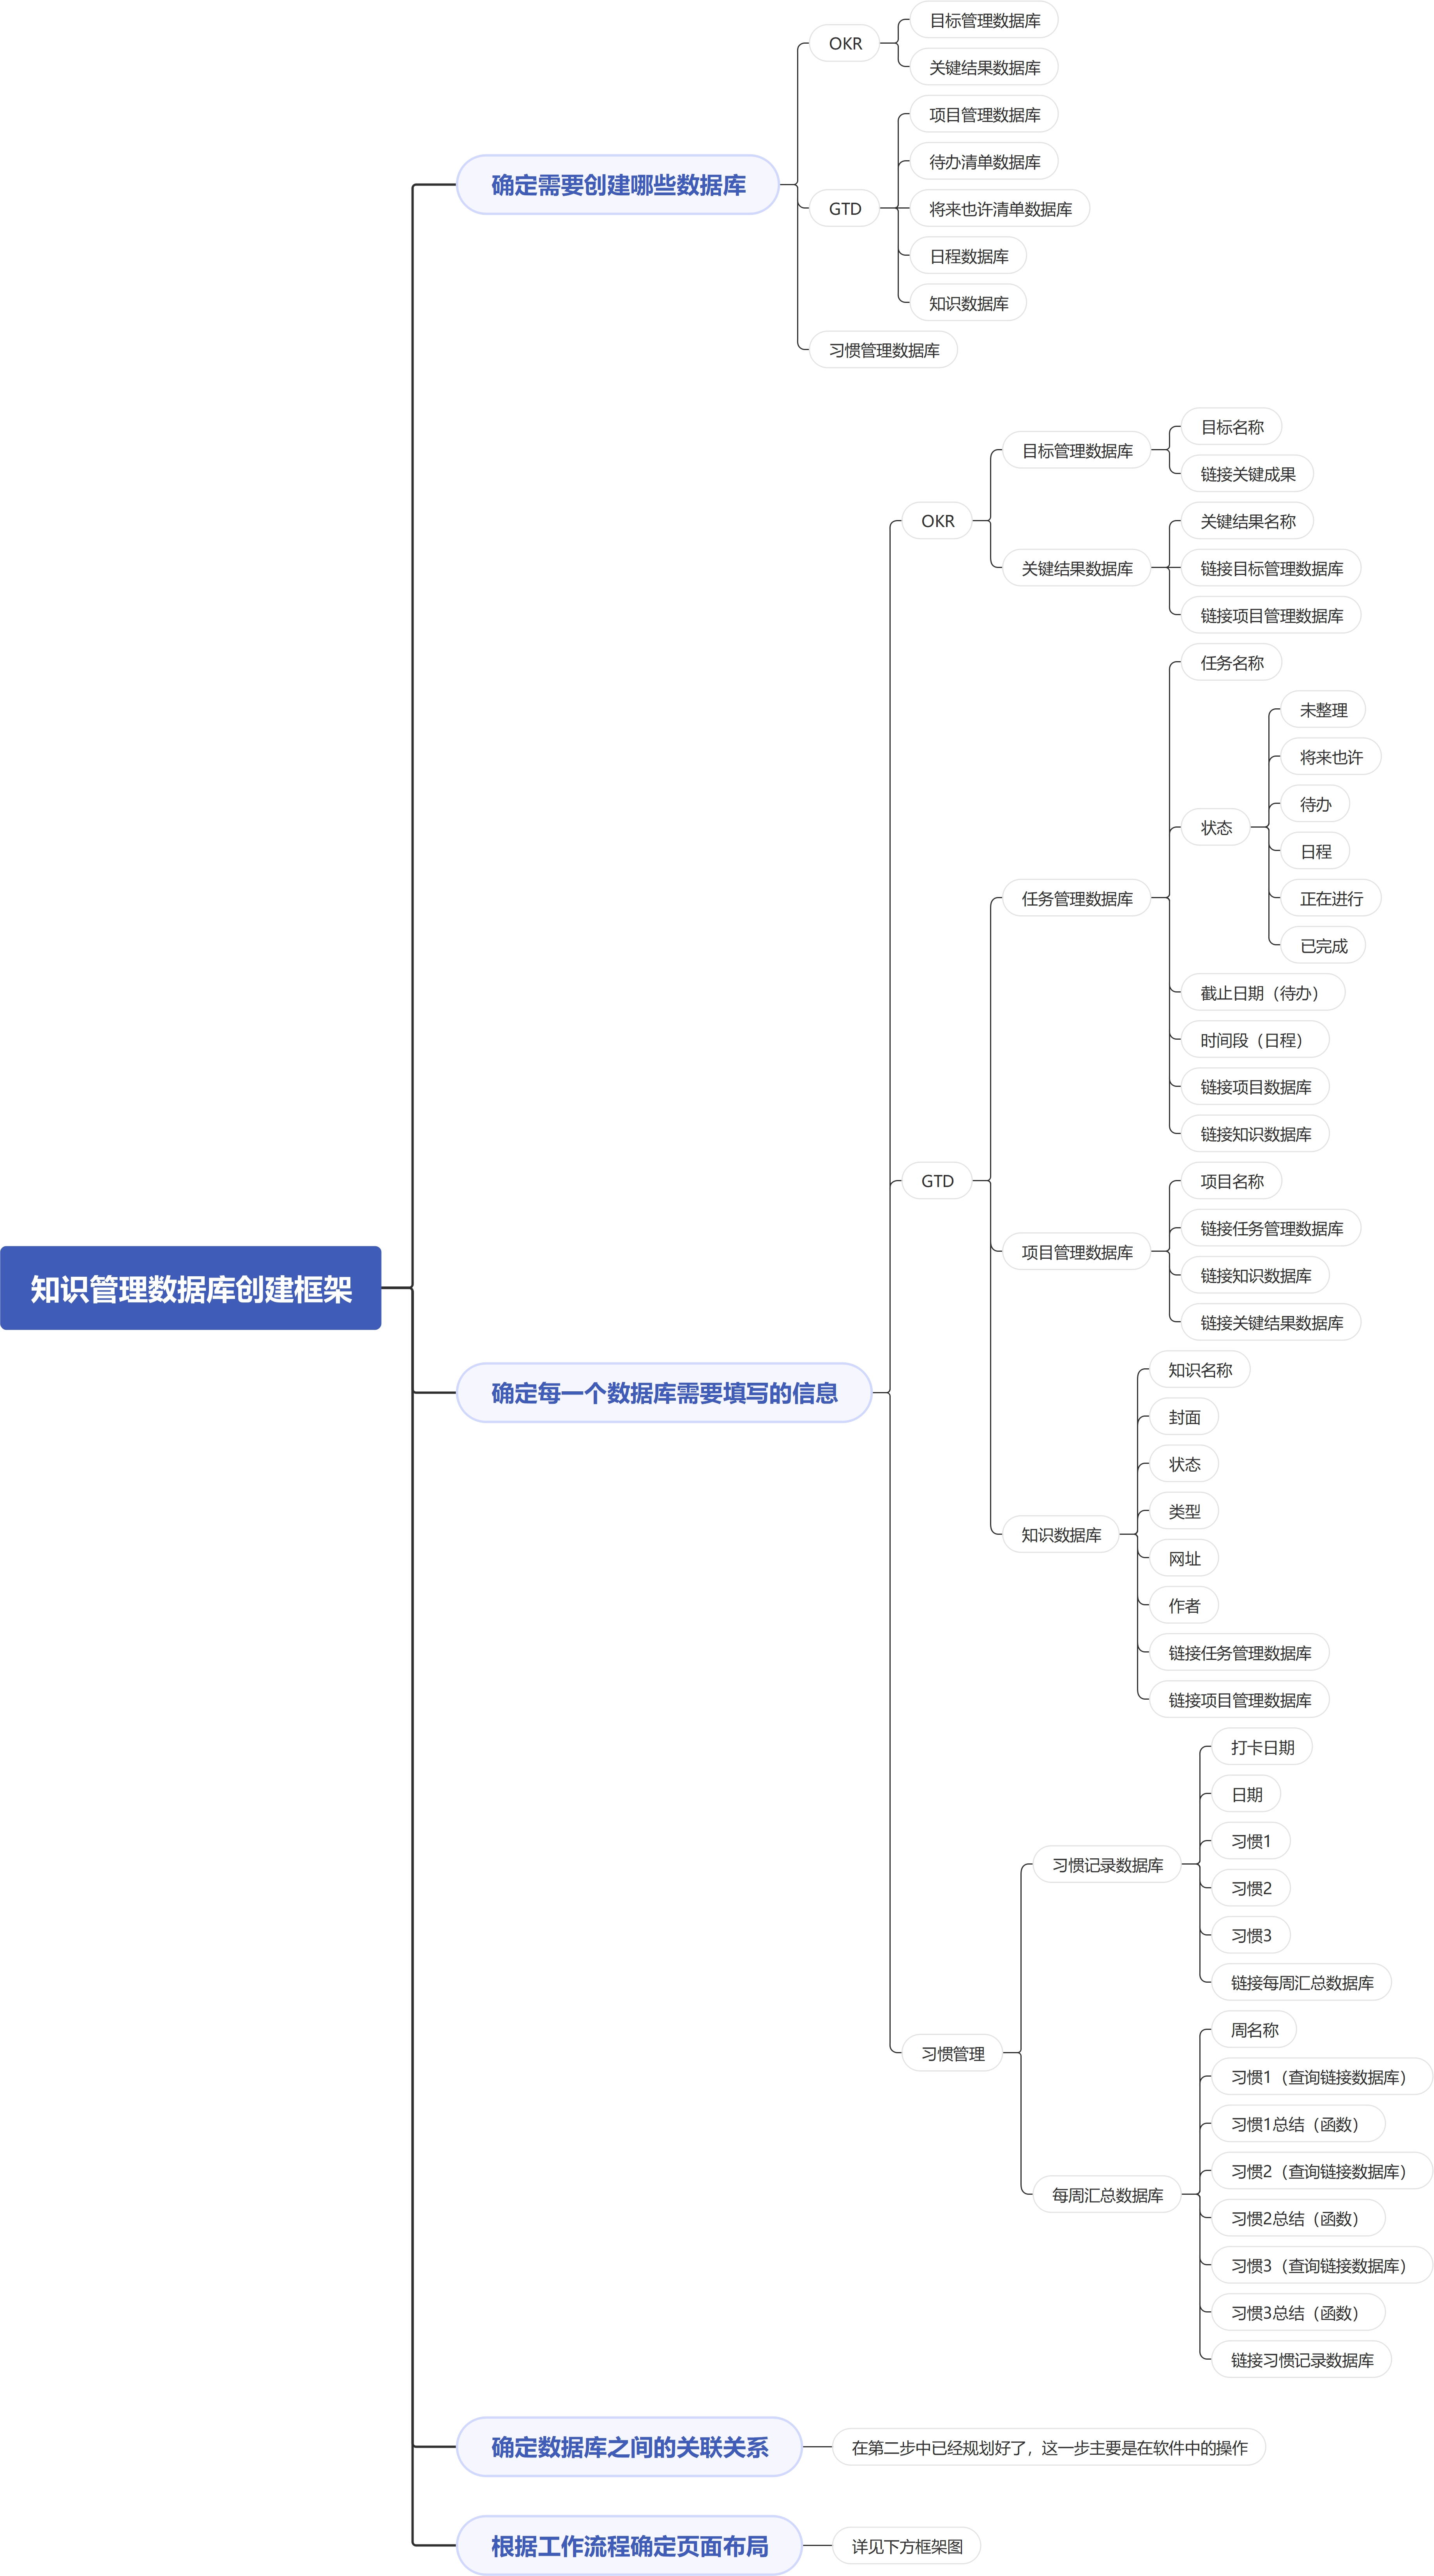 知识管理数据库创建框架
确定需要创建哪些数据库
OKR
目标管理数据库
关键结果数据库
GTD
项目管理数据库
待办清单数据库
将来也许清单数据库
日程数据库
知识数据库
习惯管理数据库
确定每一个数据库需要填写的信息
OKR
目标管理数据库
目标名称
链接关键成果
关键结果数据库
关键结果名称
链接目标管理数据库
链接项目管理数据库
GTD
任务管理数据库
任务名称
状态
未整理
将来也许
待办
日程
正在进行
已完成
截止日期（待办）
时间段（日程）
链接项目数据库
链接知识数据库
项目管理数据库
项目名称
链接任务管理数据库
链接知识数据库
链接关键结果数据库
知识数据库
知识名称
封面
状态
类型
网址
作者
链接任务管理数据库
链接项目管理数据库
习惯管理
习惯记录数据库
打卡日期
日期
习惯1
习惯2
习惯3
链接每周汇总数据库
每周汇总数据库
周名称
习惯1（查询链接数据库）
习惯1总结（函数）
习惯2（查询链接数据库）
习惯2总结（函数）
习惯3（查询链接数据库）
习惯3总结（函数）
链接习惯记录数据库
确定数据库之间的关联关系
在第二步中已经规划好了，这一步主要是在软件中的操作
根据工作流程确定页面布局
详见下方框架图